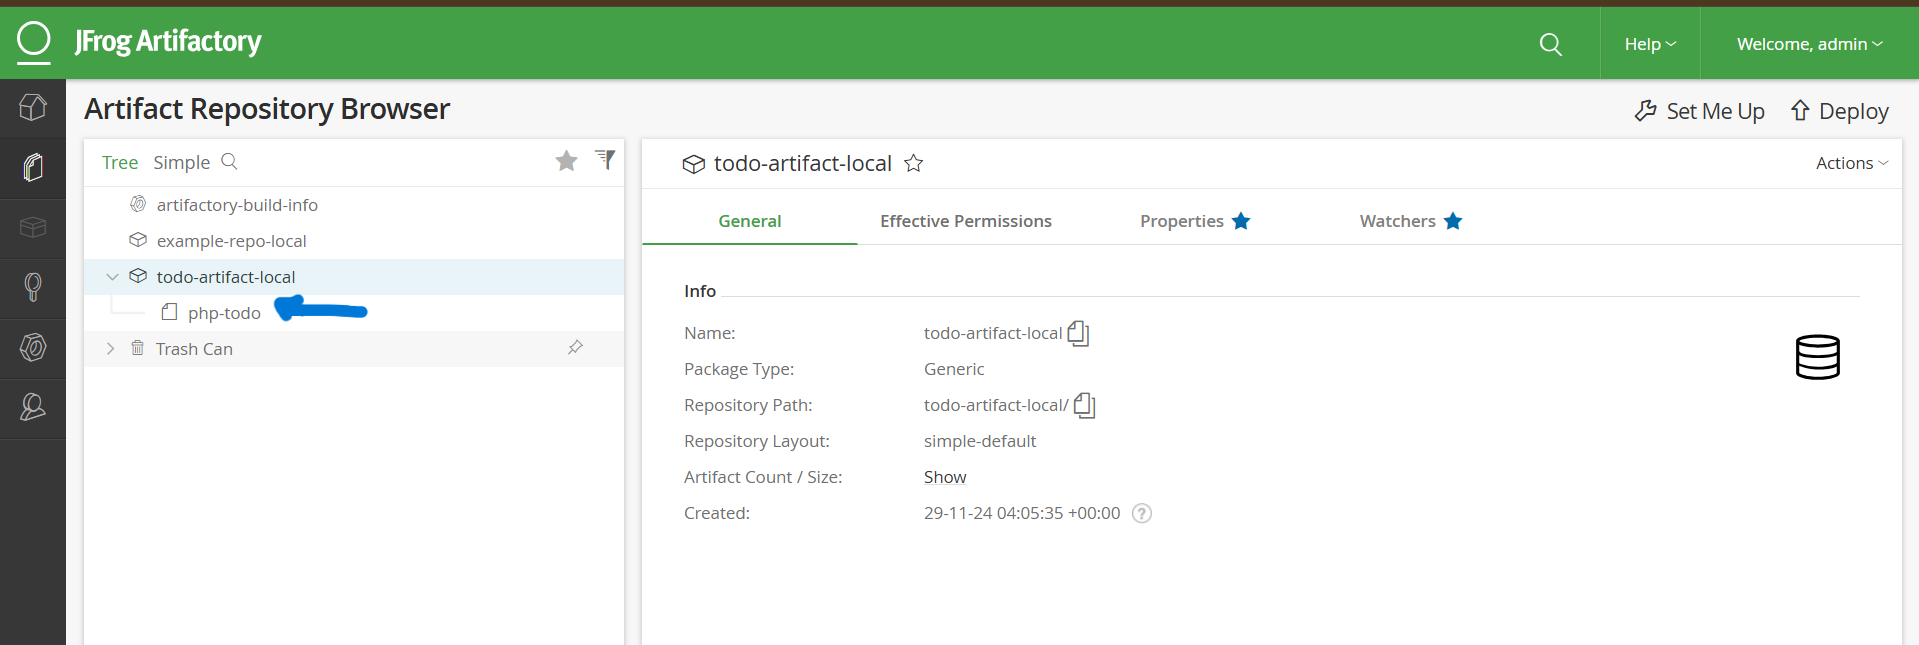 JFrog Artifactory
Help
Welcome, admin
Artifact Repository Browser
Set Me Up
Deploy
Tree Simple
artifactory-build-info
example-repo-local
todo-artifact-local
php-todo
Trash Can
todo-artifact-local
Actions
General
Effective Permissions
Properties
Watchers
Info
Name: todo-artifact-local
Package Type: Generic
Repository Path: todo-artifact-local/
Repository Layout: simple-default
Artifact Count / Size: Show
Created: 29-11-24 04:05:35 +00:00 ?